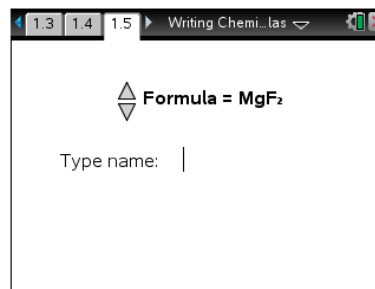 1.3 1.4 1.5 Writing Chemi...las
Formula = MgF₂
Type name: